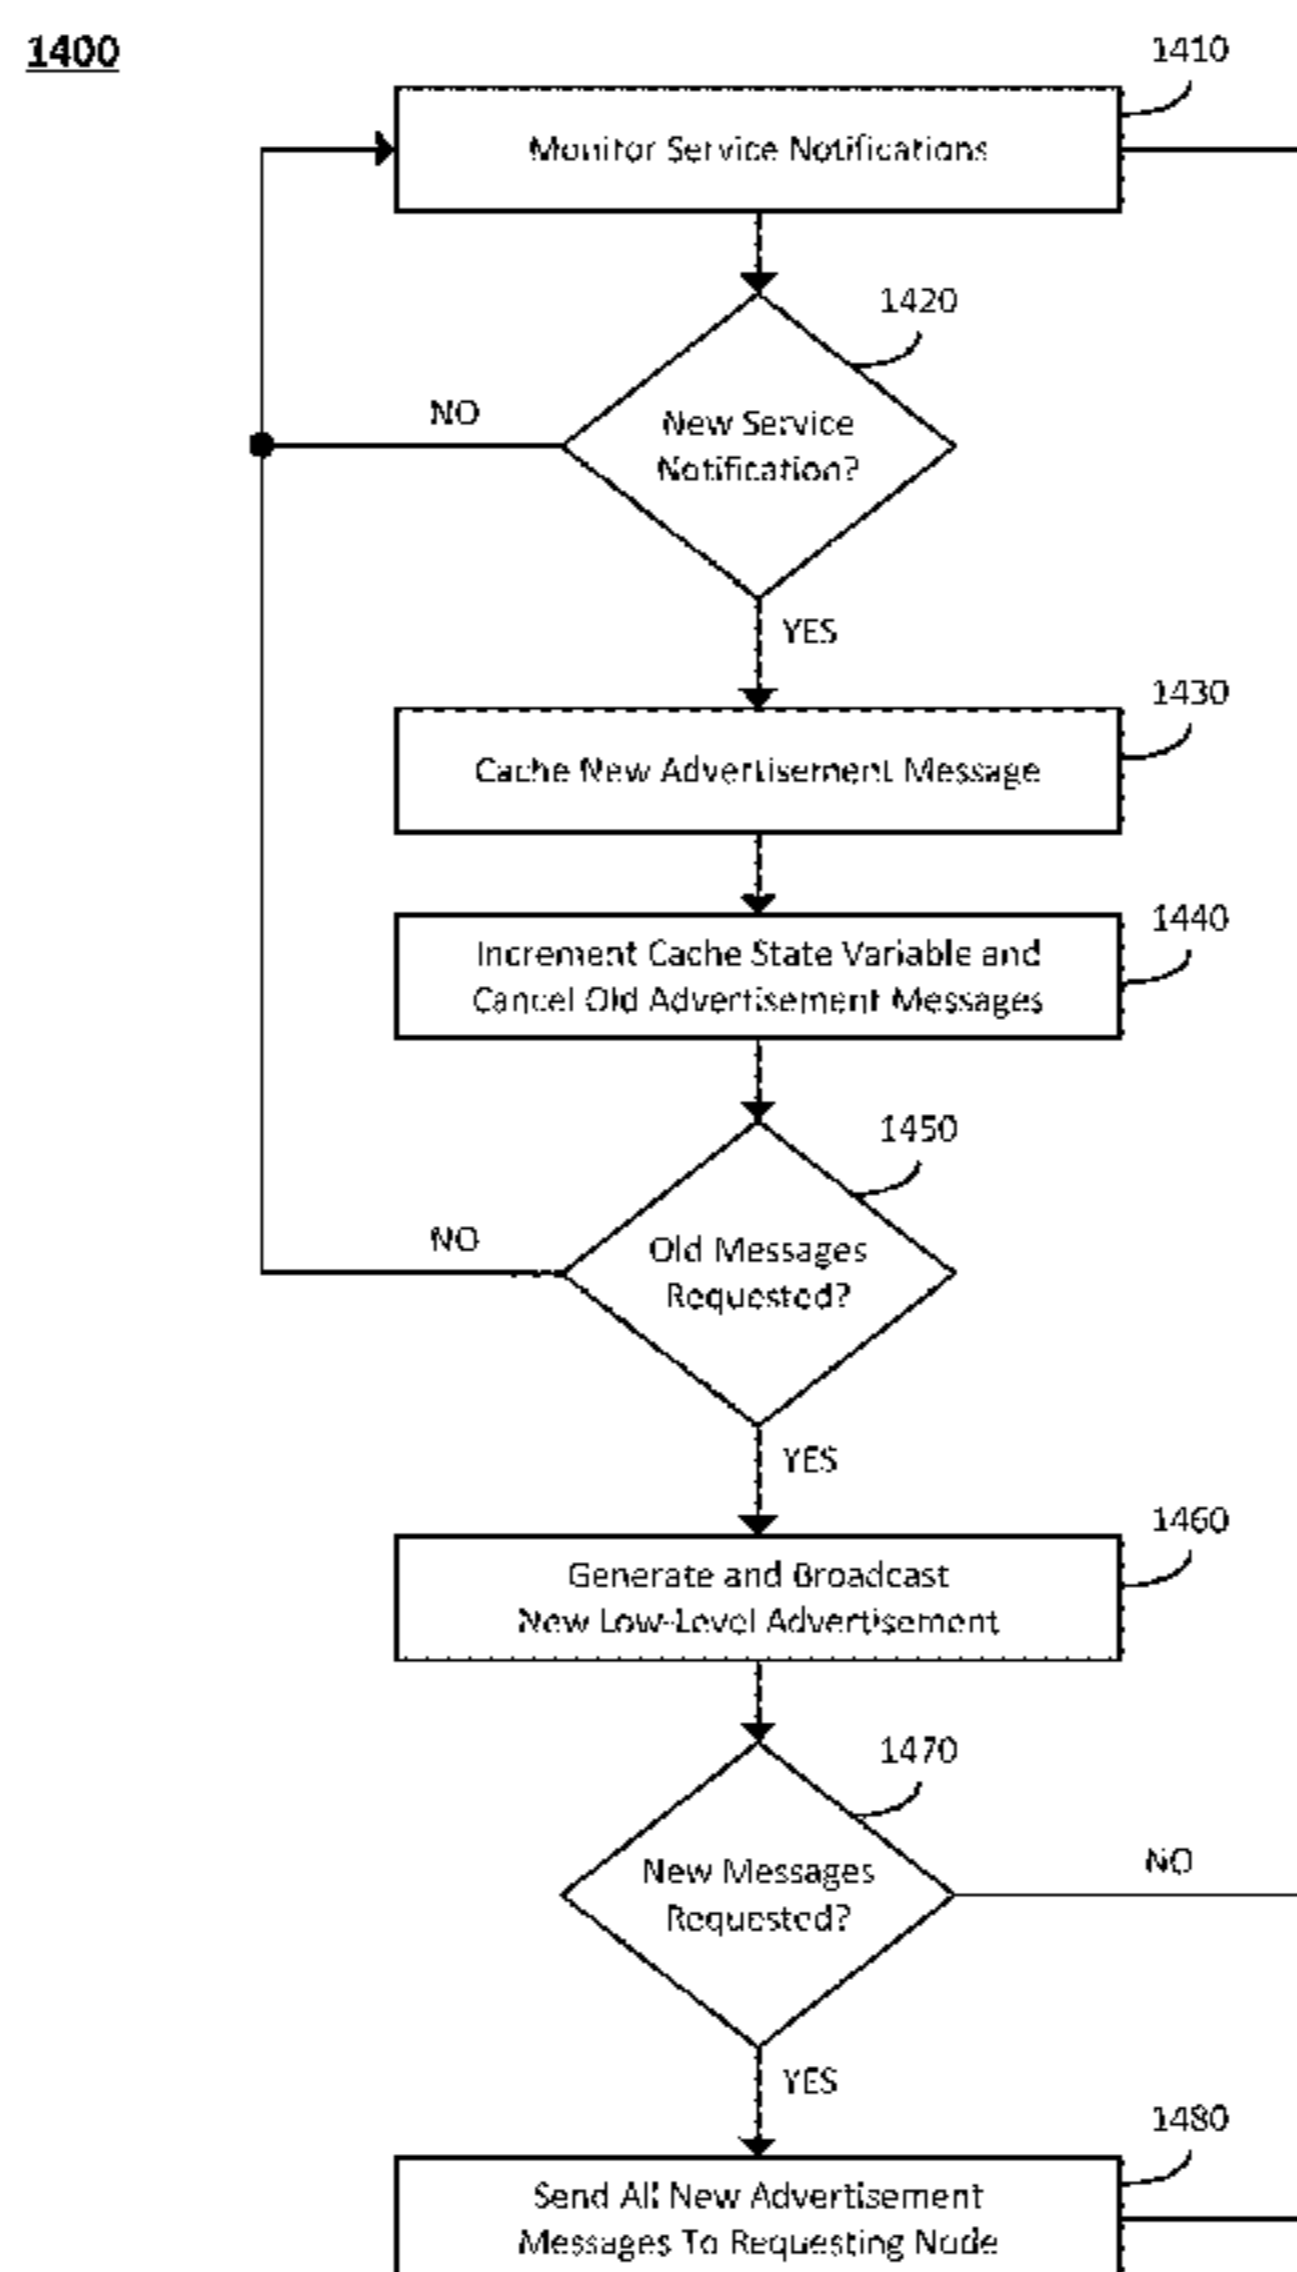 1400
1410
Monitor Service Notifications
1420
New Service
Notification?
NO
YES
1430
Cache New Advertisement Message
1440
Increment Cache State Variable and
Cancel Old Advertisement Messages
1450
Old Messages
Requested?
NO
YES
1460
Generate and Broadcast
New Low-Level Advertisement
1470
New Messages
Requested?
NO
YES
1480
Send All New Advertisement
Messages To Requesting Node